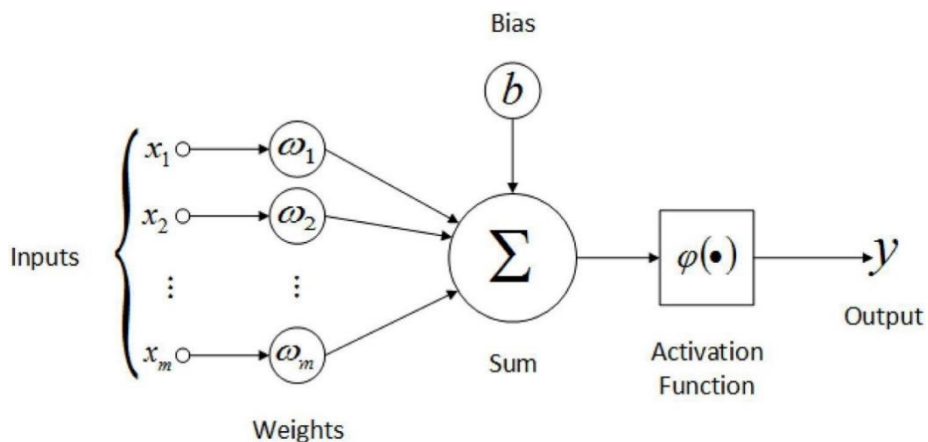 Bias
b
x₁
ω₁
x₂
ω₂
Inputs
⋮
⋮
Σ
φ(•)
y
Output
xₘ
ωₘ
Sum
Activation
Function
Weights